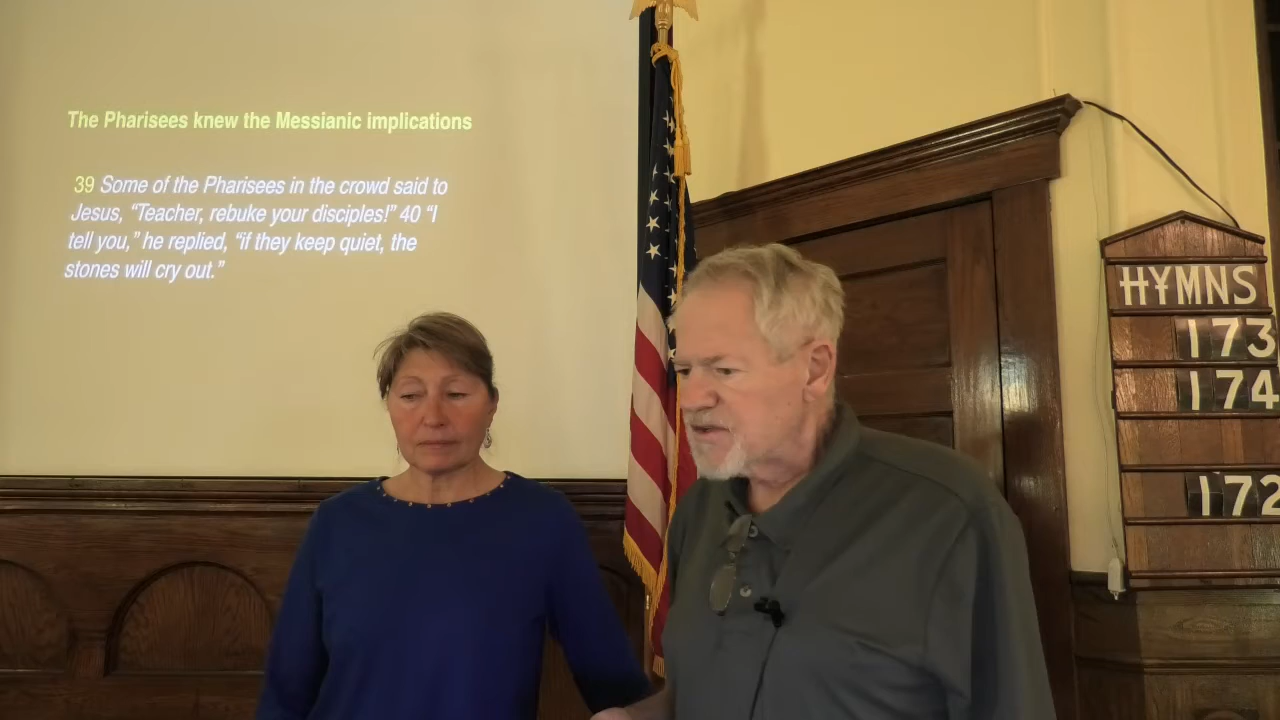 The Pharisees knew the Messianic implications
39 Some of the Pharisees in the crowd said to
Jesus, “Teacher, rebuke your disciples!” 40 “I
tell you,” he replied, “if they keep quiet, the
stones will cry out.”
HYMNS
173
174
172